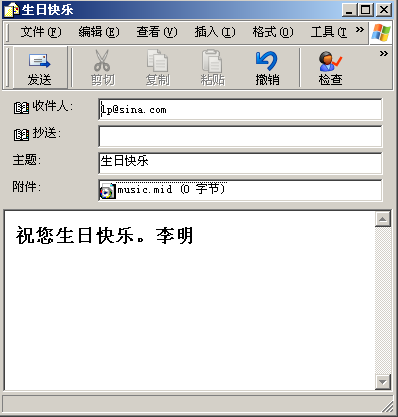 生日快乐
文件(F) 编辑(E) 查看(V) 插入(I) 格式(O) 工具(T »
发送 剪切 复制 粘贴 撤销 检查 »
收件人: lp@sina.com
抄送:
主题: 生日快乐
附件: music.mid (0 字节)
祝您生日快乐。李明